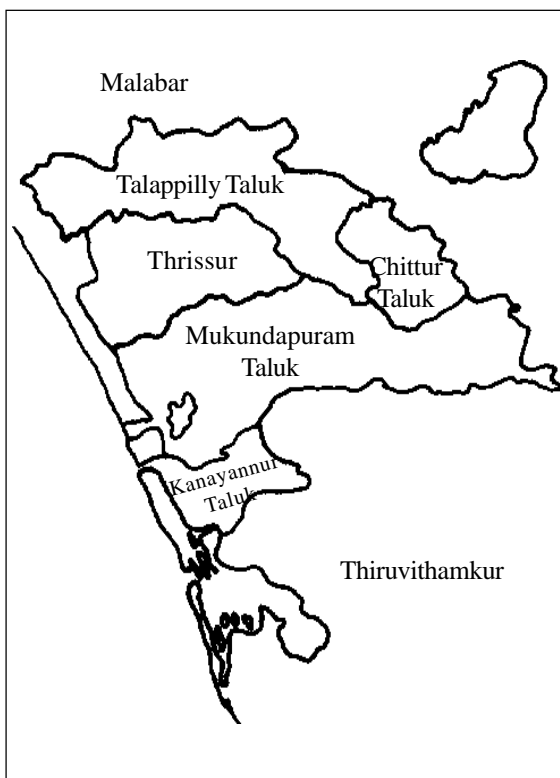 Malabar
Talappilly Taluk
Thrissur
Chittur
Taluk
Mukundapuram
Taluk
Kanayannur
Taluk
Thiruvithamkur